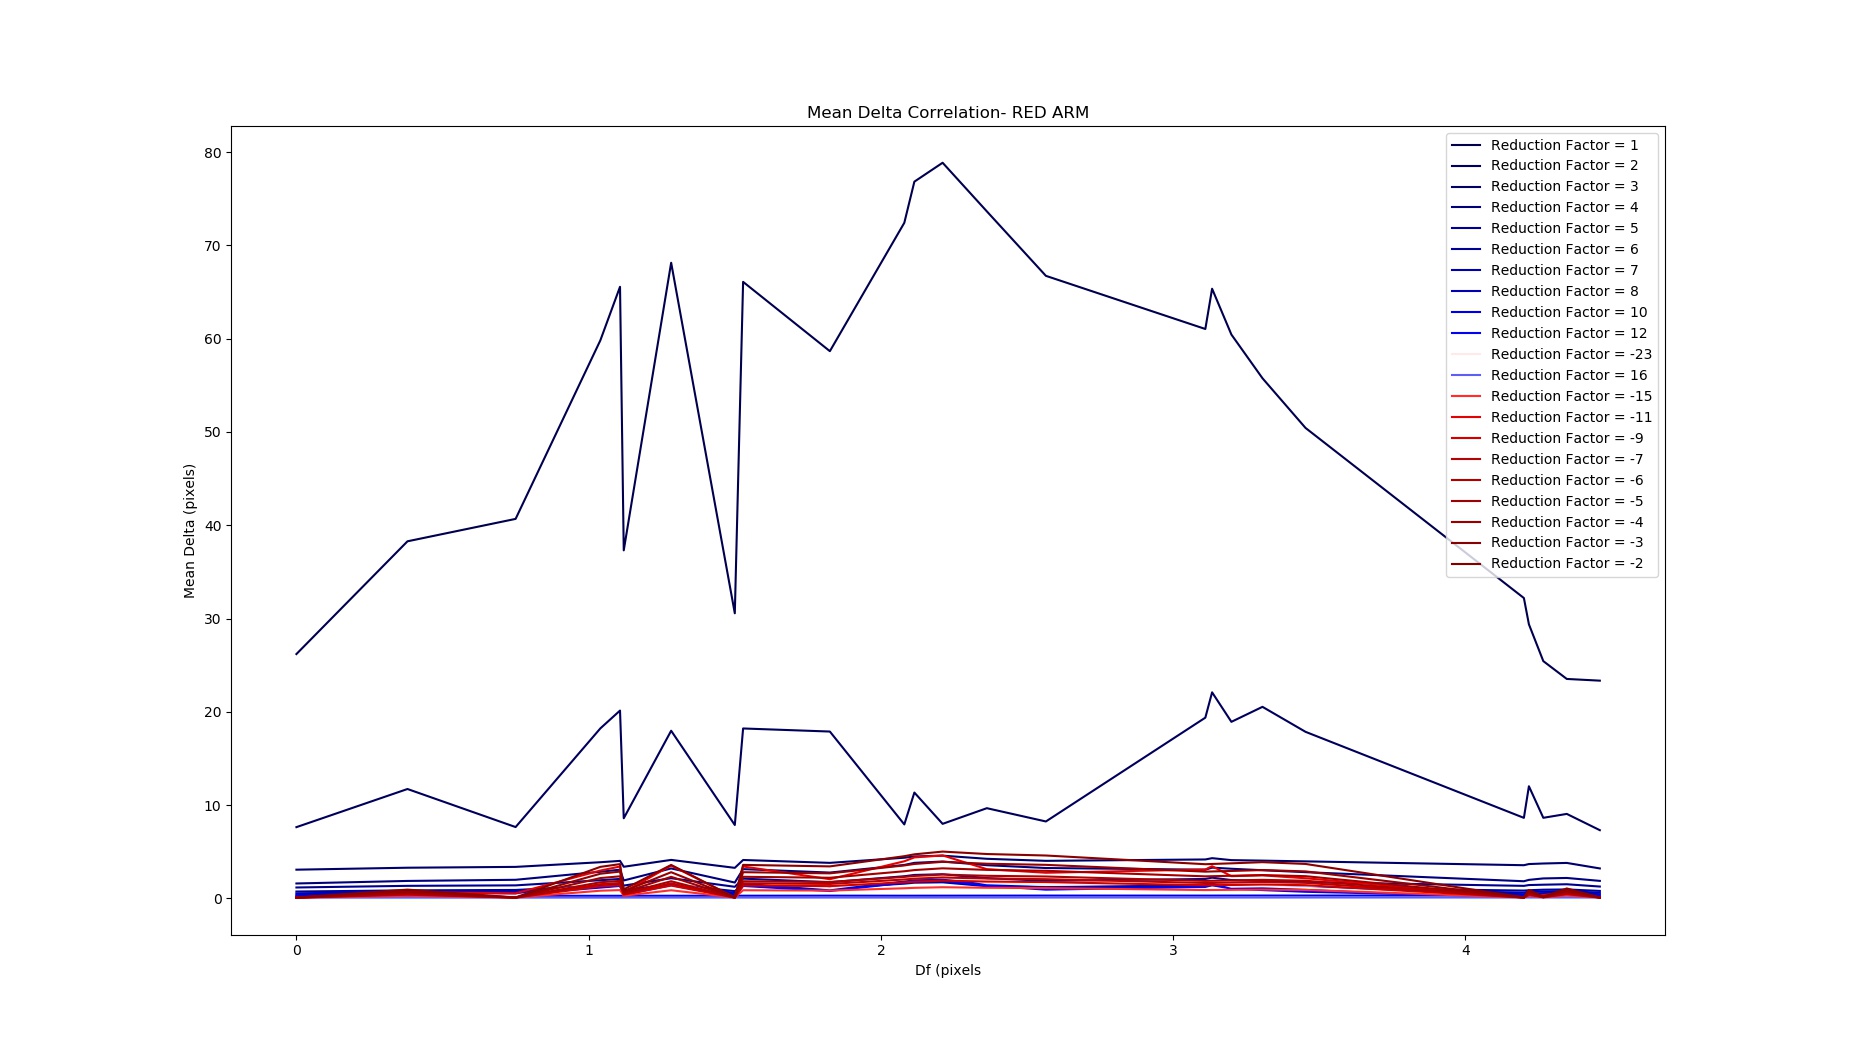 Mean Delta Correlation- RED ARM
80
70
60
50
40
30
20
10
0
Mean Delta (pixels)
0 1 2 3 4
Df (pixels
Reduction Factor = 1
Reduction Factor = 2
Reduction Factor = 3
Reduction Factor = 4
Reduction Factor = 5
Reduction Factor = 6
Reduction Factor = 7
Reduction Factor = 8
Reduction Factor = 10
Reduction Factor = 12
Reduction Factor = -23
Reduction Factor = 16
Reduction Factor = -15
Reduction Factor = -11
Reduction Factor = -9
Reduction Factor = -7
Reduction Factor = -6
Reduction Factor = -5
Reduction Factor = -4
Reduction Factor = -3
Reduction Factor = -2